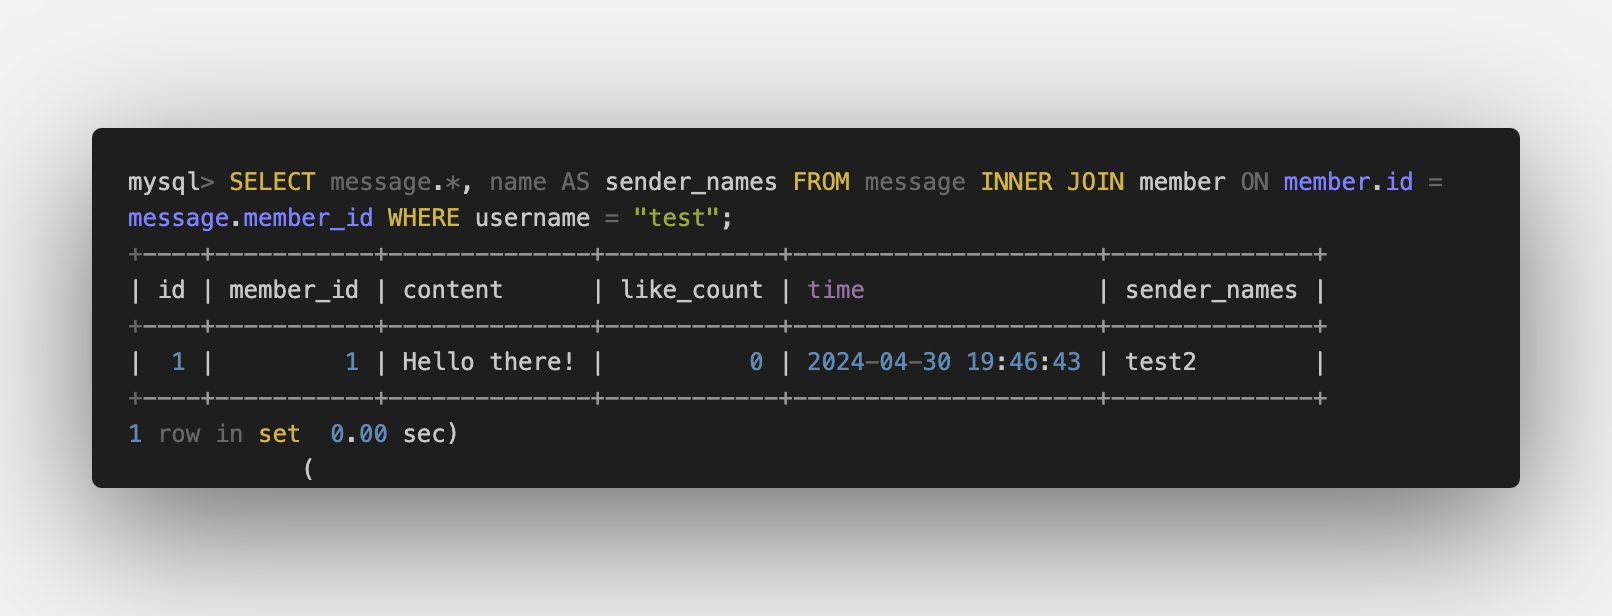 mysql> SELECT message.*, name AS sender_names FROM message INNER JOIN member ON member.id =
message.member_id WHERE username = "test";
+----+-----------+--------------+------------+---------------------+--------------+
| id | member_id | content      | like_count | time                | sender_names |
+----+-----------+--------------+------------+---------------------+--------------+
|  1 |         1 | Hello there! |          0 | 2024-04-30 19:46:43 | test2        |
+----+-----------+--------------+------------+---------------------+--------------+
1 row in set  0.00 sec)
            (